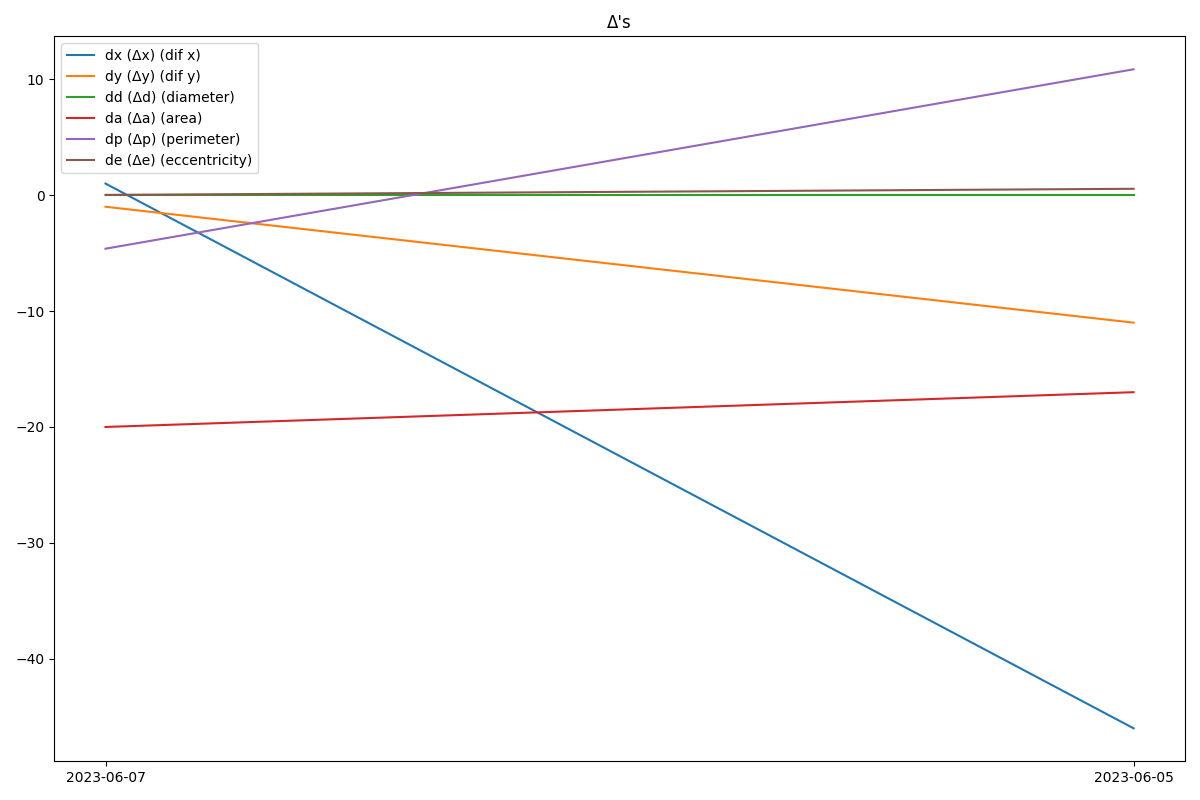 Δ's
dx (Δx) (dif x)
dy (Δy) (dif y)
dd (Δd) (diameter)
da (Δa) (area)
dp (Δp) (perimeter)
de (Δe) (eccentricity)
10
0
−10
−20
−30
−40
2023-06-07 2023-06-05